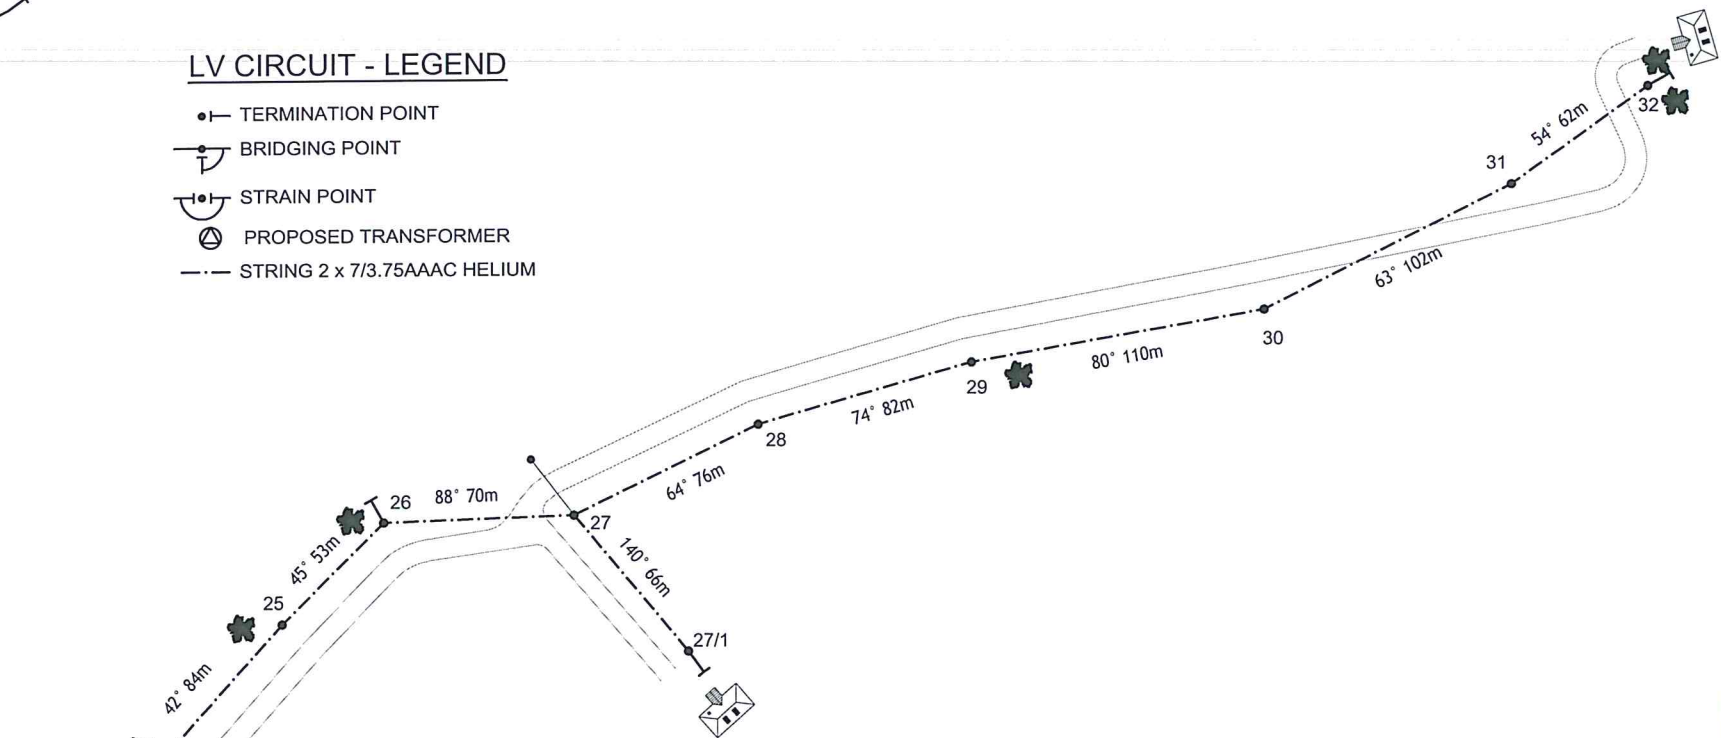 LV CIRCUIT - LEGEND
TERMINATION POINT
BRIDGING POINT
STRAIN POINT
PROPOSED TRANSFORMER
STRING 2 x 7/3.75AAAC HELIUM
32
54° 62m
31
63° 102m
30
80° 110m
29
74° 82m
28
64° 76m
27
88° 70m
26
140° 66m
27/1
45° 53m
25
42° 84m